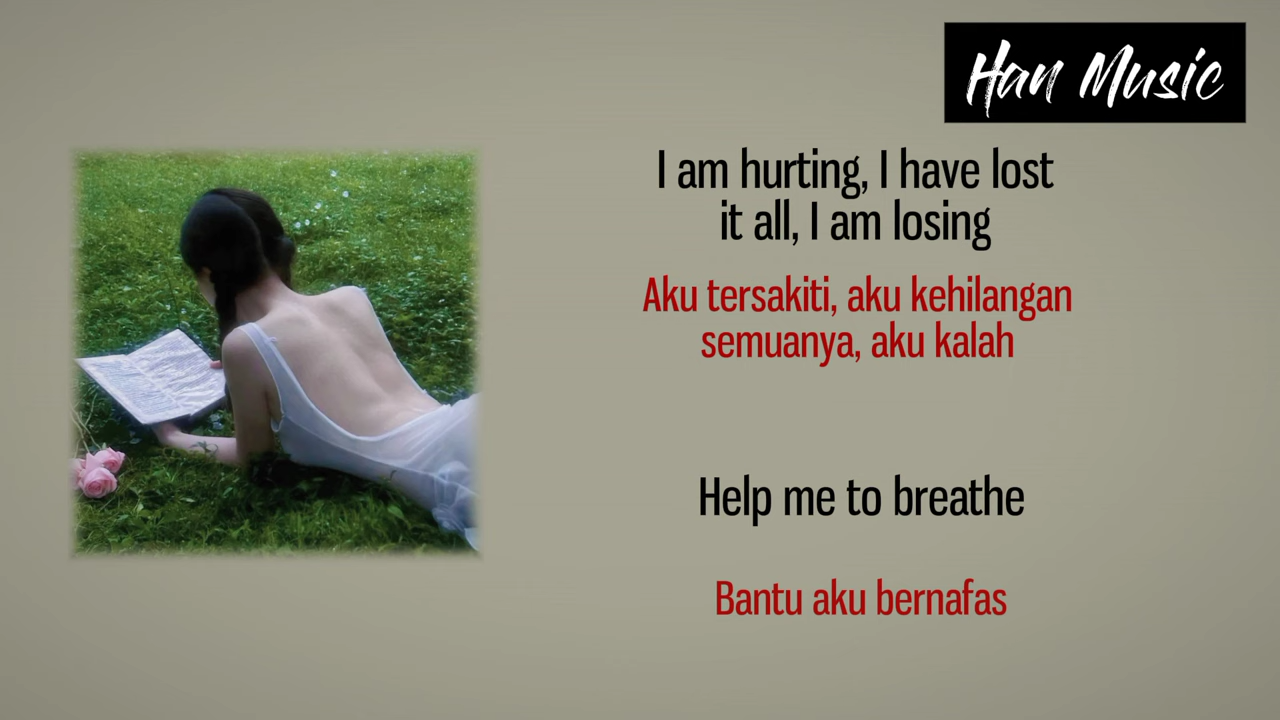 Han Music
I am hurting, I have lost
it all, I am losing
Aku tersakiti, aku kehilangan
semuanya, aku kalah
Help me to breathe
Bantu aku bernafas